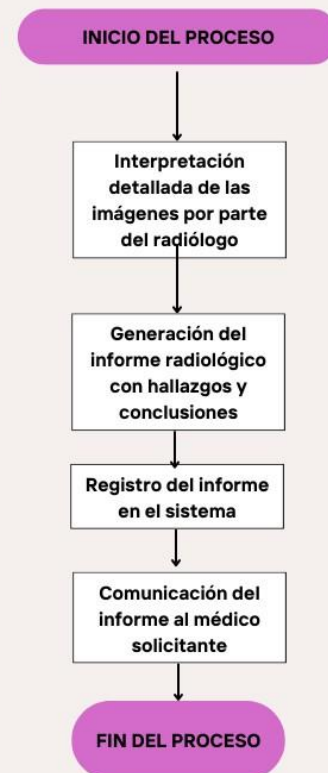 INICIO DEL PROCESO
Interpretación
detallada de las
imágenes por parte
del radiólogo
Generación del
informe radiológico
con hallazgos y
conclusiones
Registro del informe
en el sistema
Comunicación del
informe al médico
solicitante
FIN DEL PROCESO